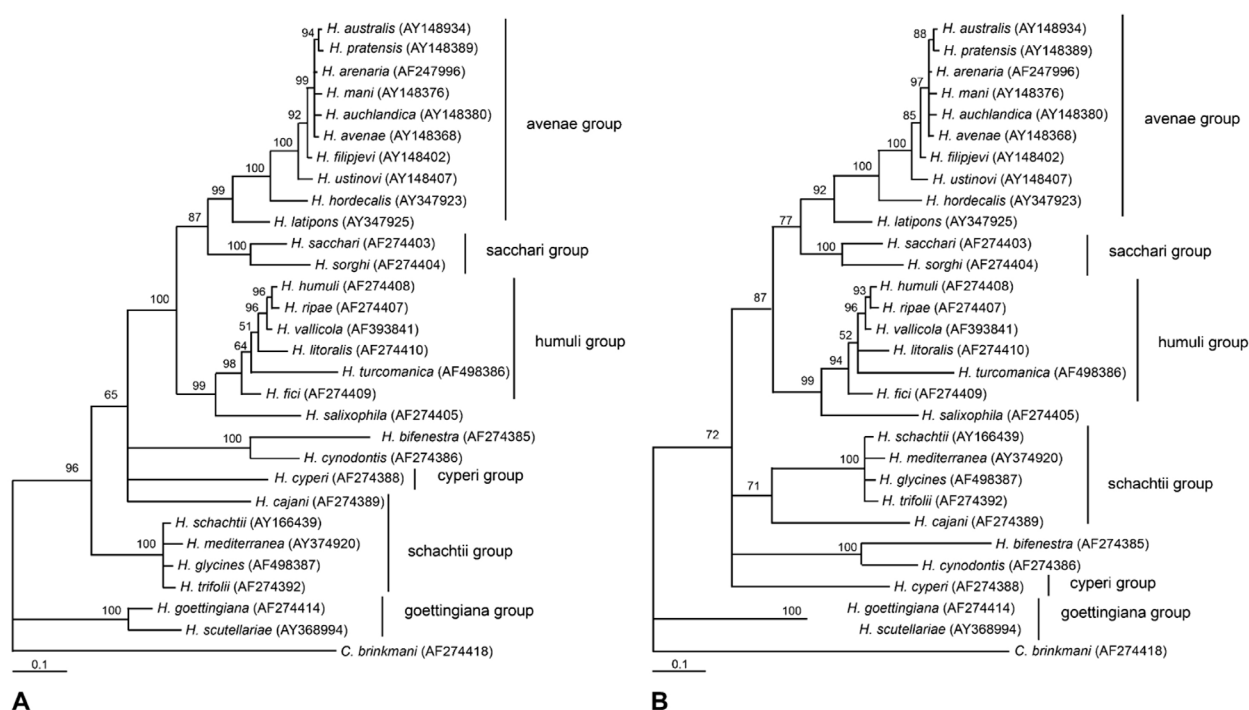 94
H. australis (AY148934)
H. pratensis (AY148389)
H. arenaria (AF247996)
99
H. mani (AY148376)
92
H. auchlandica (AY148380)
avenae group
H. avenae (AY148368)
100
H. filipjevi (AY148402)
100
H. ustinovi (AY148407)
99
H. hordecalis (AY347923)
87
H. latipons (AY347925)
100
H. sacchari (AF274403)
sacchari group
H. sorghi (AF274404)
100
96
H. humuli (AF274408)
96
H. ripae (AF274407)
51
H. vallicola (AF393841)
humuli group
64
H. litoralis (AF274410)
98
H. turcomanica (AF498386)
99
H. fici (AF274409)
65
H. salixophila (AF274405)
100
H. bifenestra (AF274385)
H. cynodontis (AF274386)
96
H. cyperi (AF274388)
cyperi group
H. cajani (AF274389)
H. schachtii (AY166439)
100
H. mediterranea (AY374920)
schachtii group
H. glycines (AF498387)
H. trifolii (AF274392)
100
H. goettingiana (AF274414)
goettingiana group
H. scutellariae (AY368994)
C. brinkmani (AF274418)
0.1
A
88
H. australis (AY148934)
H. pratensis (AY148389)
H. arenaria (AF247996)
97
H. mani (AY148376)
85
H. auchlandica (AY148380)
avenae group
H. avenae (AY148368)
100
H. filipjevi (AY148402)
100
H. ustinovi (AY148407)
92
H. hordecalis (AY347923)
77
H. latipons (AY347925)
100
H. sacchari (AF274403)
sacchari group
H. sorghi (AF274404)
87
93
H. humuli (AF274408)
96
H. ripae (AF274407)
52
H. vallicola (AF393841)
humuli group
H. litoralis (AF274410)
94
H. turcomanica (AF498386)
99
H. fici (AF274409)
H. salixophila (AF274405)
72
H. schachtii (AY166439)
100
H. mediterranea (AY374920)
schachtii group
71
H. glycines (AF498387)
H. trifolii (AF274392)
H. cajani (AF274389)
100
H. bifenestra (AF274385)
H. cynodontis (AF274386)
H. cyperi (AF274388)
cyperi group
100
H. goettingiana (AF274414)
goettingiana group
H. scutellariae (AY368994)
C. brinkmani (AF274418)
0.1
B